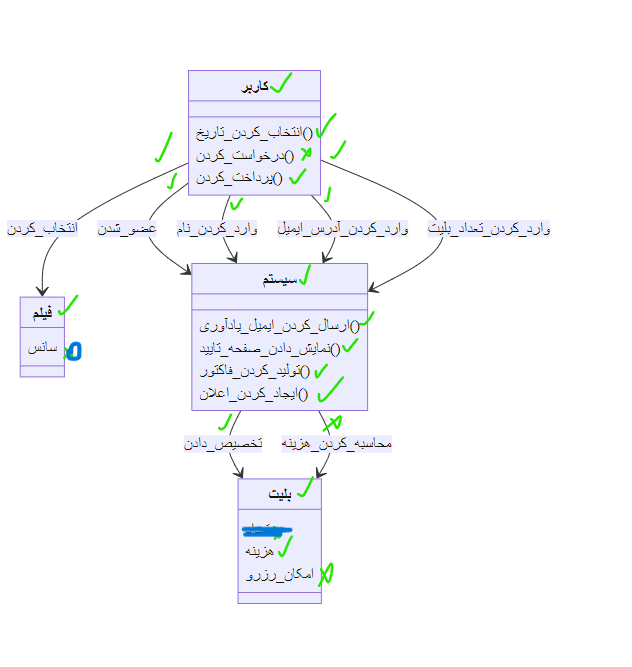 کاربر
انتخاب_کردن_تاریخ()
درخواست_کردن()
پرداخت_کردن()
انتخاب_کردن
عضو_شدن
وارد_کردن_نام
وارد_کردن_آدرس_ایمیل
وارد_کردن_تعداد_بلیت
سیستم
ارسال_کردن_ایمیل_یادآوری()
نمایش_دادن_صفحه_تایید()
تولید_کردن_فاکتور()
ایجاد_کردن_اعلان()
فیلم
سانس
تخصیص_دادن
محاسبه_کردن_هزینه
بلیت
هزینه
امکان_رزرو